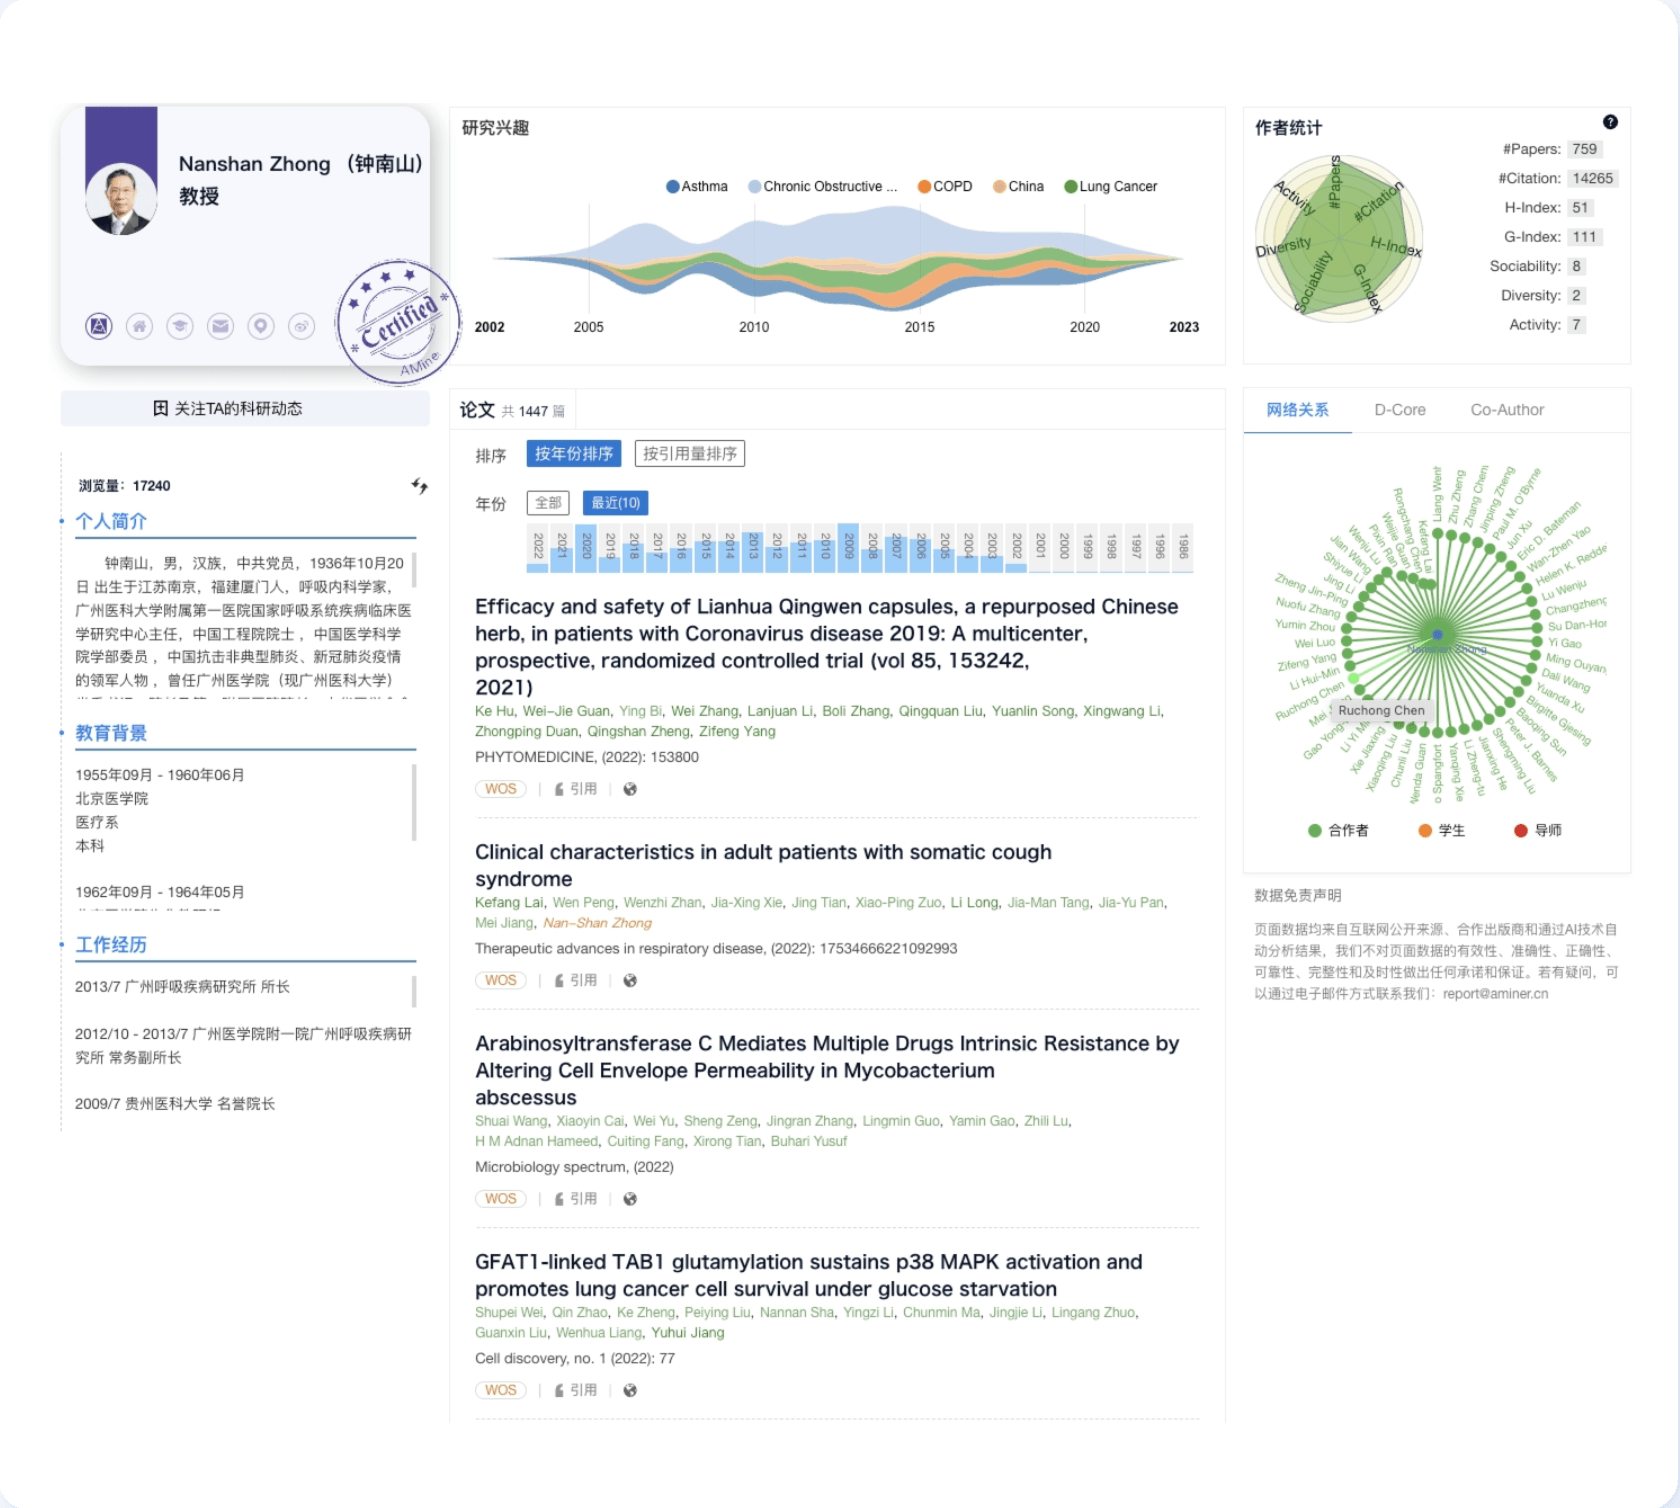 Nanshan Zhong （钟南山）
教授
Certified
AMine
关注TA的科研动态
浏览量：17240
个人简介
钟南山，男，汉族，中共党员，1936年10月20
日 出生于江苏南京，福建厦门人，呼吸内科学家，
广州医科大学附属第一医院国家呼吸系统疾病临床医
学研究中心主任，中国工程院院士 ，中国医学科学
院学部委员 ，中国抗击非典型肺炎、新冠肺炎疫情
的领军人物 ，曾任广州医学院（现广州医科大学）
教育背景
1955年09月 - 1960年06月
北京医学院
医疗系
本科
1962年09月 - 1964年05月
工作经历
2013/7 广州呼吸疾病研究所 所长
2012/10 - 2013/7 广州医学院附一院广州呼吸疾病研
究所 常务副所长
2009/7 贵州医科大学 名誉院长
研究兴趣
Asthma Chronic Obstructive ... COPD China Lung Cancer
2002 2005 2010 2015 2020 2023
论文 共 1447 篇
排序 按年份排序 按引用量排序
年份 全部 最近(10)
2022 2021 2020 2019 2018 2017 2016 2015 2014 2013 2012 2011 2010 2009 2008 2007 2006 2005 2004 2003 2002 2001 2000 1999 1998 1997 1996 1986
Efficacy and safety of Lianhua Qingwen capsules, a repurposed Chinese
herb, in patients with Coronavirus disease 2019: A multicenter,
prospective, randomized controlled trial (vol 85, 153242,
2021)
Ke Hu, Wei-Jie Guan, Ying Bi, Wei Zhang, Lanjuan Li, Boli Zhang, Qingquan Liu, Yuanlin Song, Xingwang Li,
Zhongping Duan, Qingshan Zheng, Zifeng Yang
PHYTOMEDICINE, (2022): 153800
WOS 引用
Clinical characteristics in adult patients with somatic cough
syndrome
Kefang Lai, Wen Peng, Wenzhi Zhan, Jia-Xing Xie, Jing Tian, Xiao-Ping Zuo, Li Long, Jia-Man Tang, Jia-Yu Pan,
Mei Jiang, Nan-Shan Zhong
Therapeutic advances in respiratory disease, (2022): 17534666221092993
WOS 引用
Arabinosyltransferase C Mediates Multiple Drugs Intrinsic Resistance by
Altering Cell Envelope Permeability in Mycobacterium
abscessus
Shuai Wang, Xiaoyin Cai, Wei Yu, Sheng Zeng, Jingran Zhang, Lingmin Guo, Yamin Gao, Zhili Lu,
H M Adnan Hameed, Cuiting Fang, Xirong Tian, Buhari Yusuf
Microbiology spectrum, (2022)
WOS 引用
GFAT1-linked TAB1 glutamylation sustains p38 MAPK activation and
promotes lung cancer cell survival under glucose starvation
Shupei Wei, Qin Zhao, Ke Zheng, Peiying Liu, Nannan Sha, Yingzi Li, Chunmin Ma, Jingjie Li, Lingang Zhuo,
Guanxin Liu, Wenhua Liang, Yuhui Jiang
Cell discovery, no. 1 (2022): 77
WOS 引用
作者统计
?
#Papers
#Citation
H-Index
G-Index
Sociability
Diversity
Activity
#Papers: 759
#Citation: 14265
H-Index: 51
G-Index: 111
Sociability: 8
Diversity: 2
Activity: 7
网络关系 D-Core Co-Author
Liang Went
Zhu Zheng
Zhang Chem
Jinping Zheng
Paul M. O'Byrne
Jun Xu
Eric D. Bateman
Wan-Zhen Yao
Helen K. Redde
Lu Wenju
Changzheng
Su Dan-Hor
Yi Gao
Ming Ouyan
Dali Wang
Yuanda Xu
Birgitte Gjesing
Baoqing Sun
Peter J. Barnes
Shengming Liu
Jianxing He
Li Zheng-tu
Yanqing Xie
o Spangfort
Wenda Guan
Chunli Liu
Xiaoqing Liu
Xie Jiaxing
Li Yi Mi
Gao Yong
Mei
Ruchong Chen
Li Hui-Min
Zifeng Yang
Wei Luo
Yumin Zhou
Nuofu Zhang
Zheng Jin-Ping
Jing Li
Shiyue Li
Jian Wang
Wenju Lu
Pixin Ran
Weijie Guan
Rongchang Chen
Kefang Lai
Nanshan Zhong
Ruchong Chen
合作者 学生 导师
数据免责声明
页面数据均来自互联网公开来源、合作出版商和通过AI技术自
动分析结果，我们不对页面数据的有效性、准确性、正确性、
可靠性、完整性和及时性做出任何承诺和保证。若有疑问，可
以通过电子邮件方式联系我们：report@aminer.cn